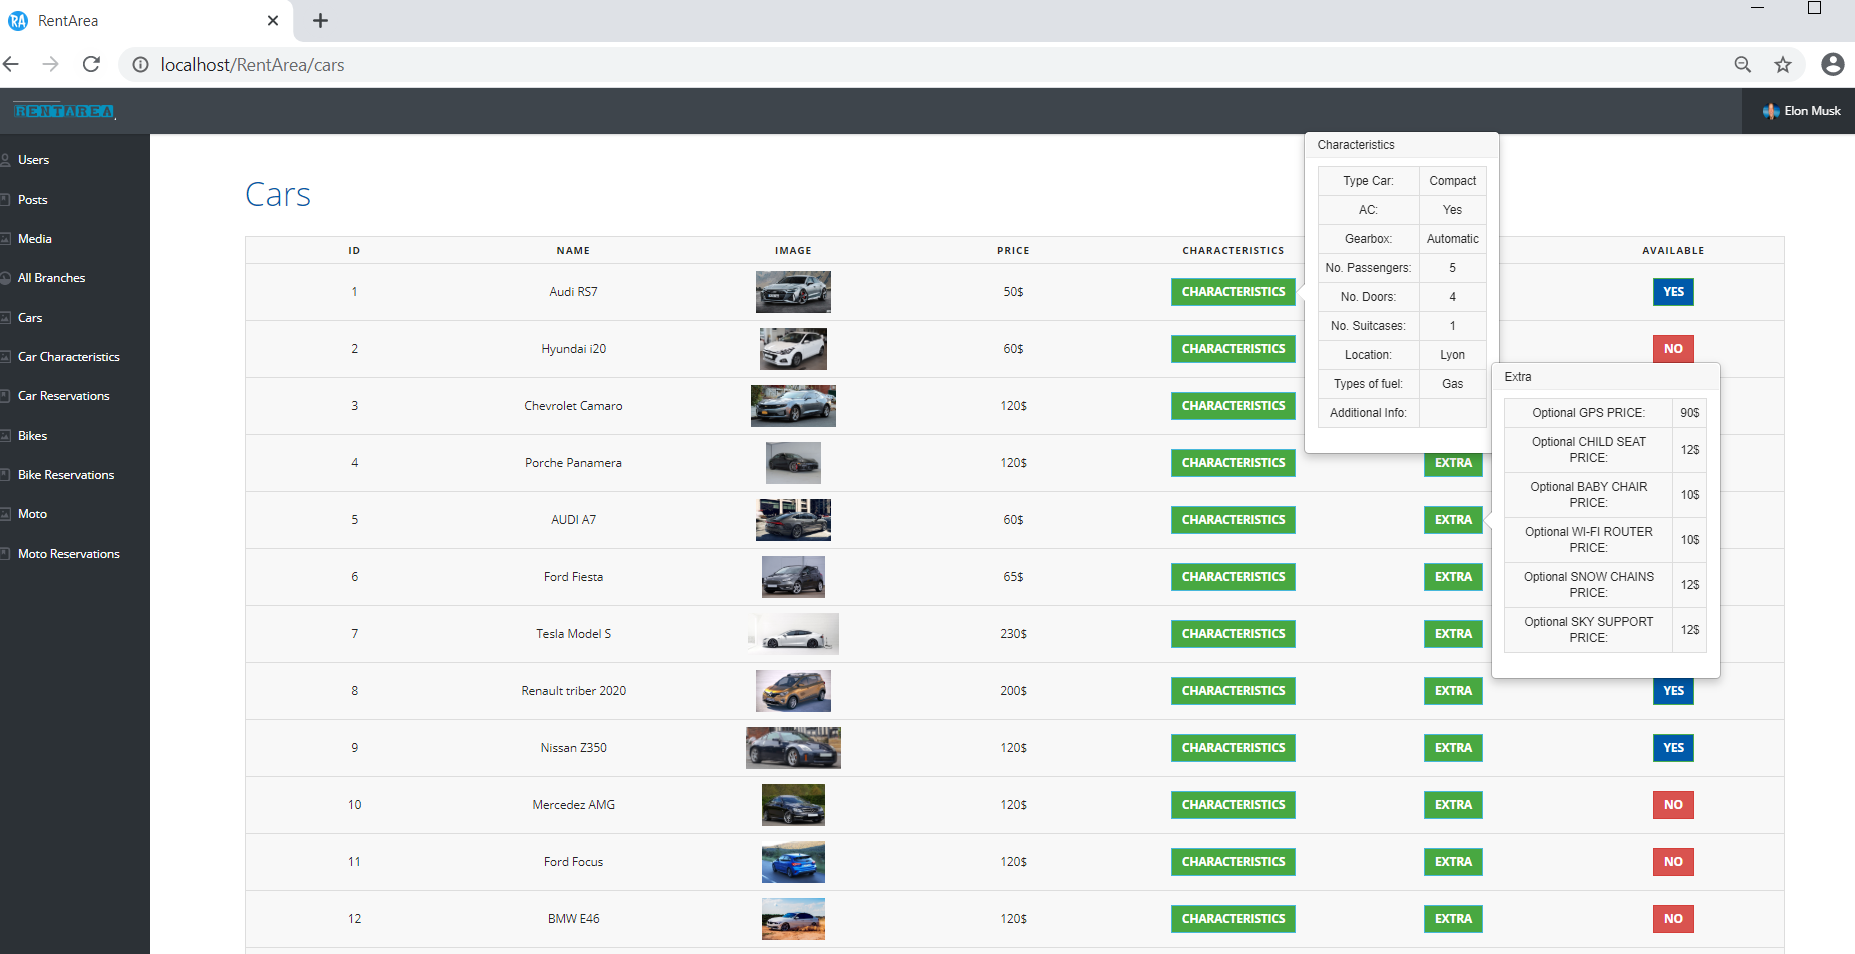 RentArea
localhost/RentArea/cars
RENTAREA
Elon Musk
Users
Posts
Media
All Branches
Cars
Car Characteristics
Car Reservations
Bikes
Bike Reservations
Moto
Moto Reservations
Cars
ID NAME IMAGE PRICE CHARACTERISTICS AVAILABLE
1 Audi RS7 50$ CHARACTERISTICS YES
2 Hyundai i20 60$ CHARACTERISTICS NO
3 Chevrolet Camaro 120$ CHARACTERISTICS
4 Porche Panamera 120$ CHARACTERISTICS EXTRA
5 AUDI A7 60$ CHARACTERISTICS EXTRA
6 Ford Fiesta 65$ CHARACTERISTICS EXTRA
7 Tesla Model S 230$ CHARACTERISTICS EXTRA
8 Renault triber 2020 200$ CHARACTERISTICS EXTRA YES
9 Nissan Z350 120$ CHARACTERISTICS EXTRA YES
10 Mercedez AMG 120$ CHARACTERISTICS EXTRA NO
11 Ford Focus 120$ CHARACTERISTICS EXTRA NO
12 BMW E46 120$ CHARACTERISTICS EXTRA NO
Characteristics
Type Car: Compact
AC: Yes
Gearbox: Automatic
No. Passengers: 5
No. Doors: 4
No. Suitcases: 1
Location: Lyon
Types of fuel: Gas
Additional Info:
Extra
Optional GPS PRICE: 90$
Optional CHILD SEAT
PRICE: 12$
Optional BABY CHAIR
PRICE: 10$
Optional WI-FI ROUTER
PRICE: 10$
Optional SNOW CHAINS
PRICE: 12$
Optional SKY SUPPORT
PRICE: 12$